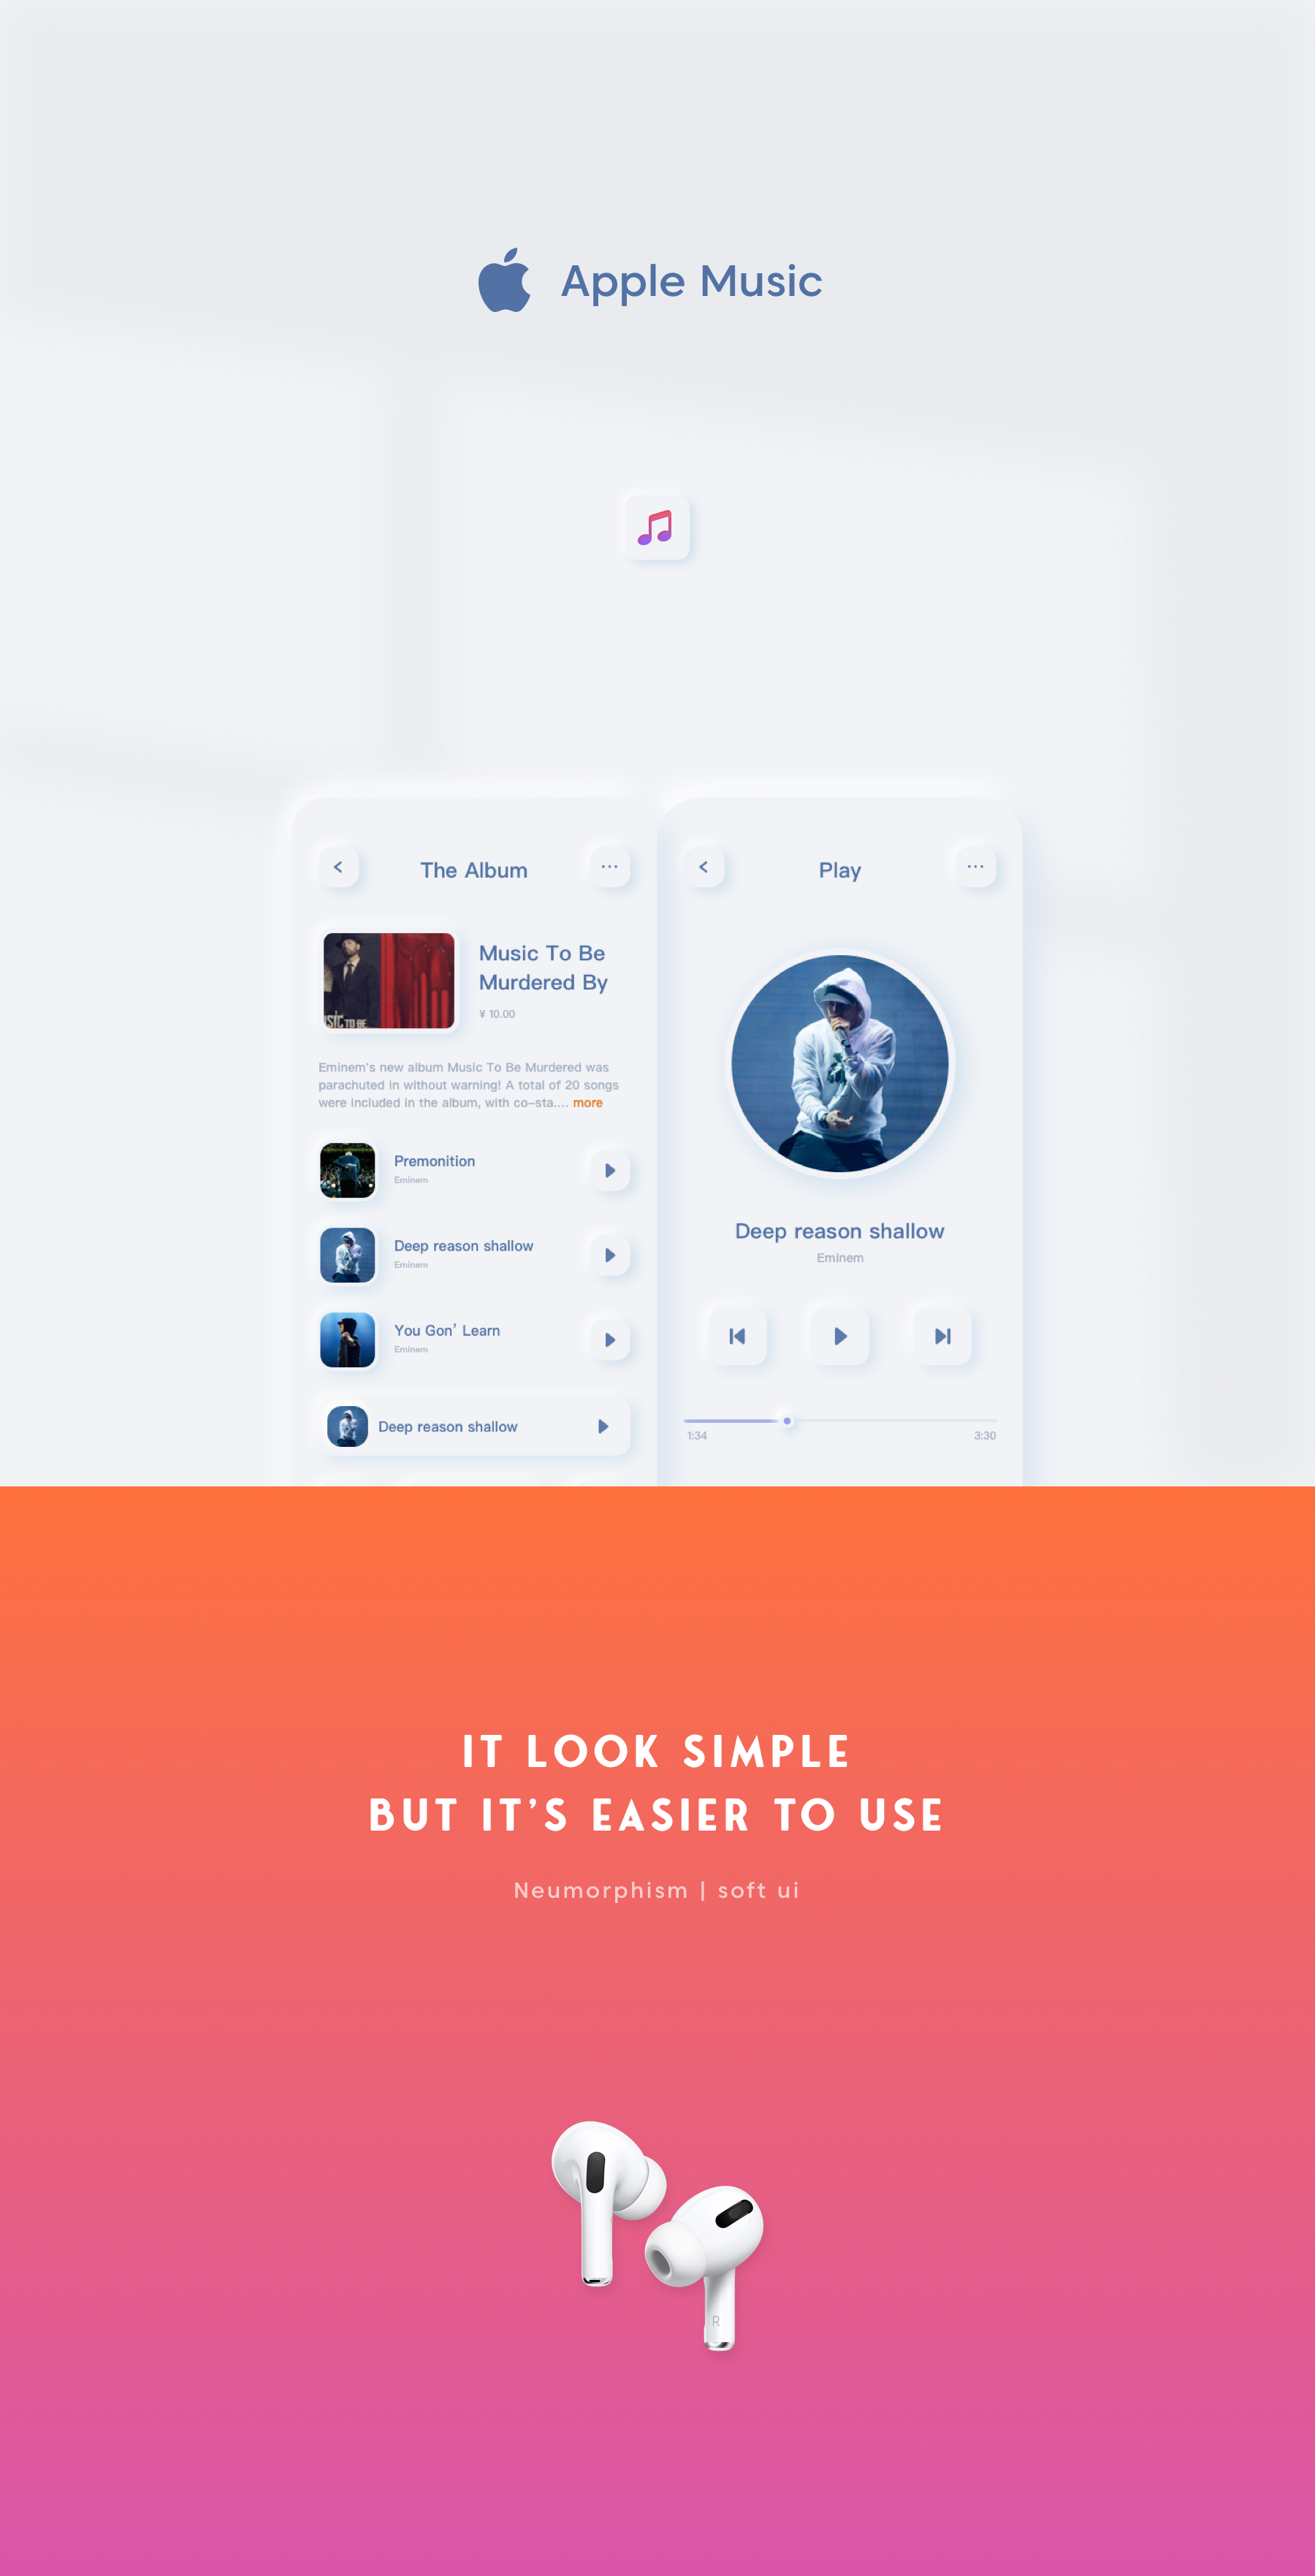 Apple Music
The Album
Music To Be
Murdered By
¥ 10.00
Eminem's new album Music To Be Murdered was
parachuted in without warning! A total of 20 songs
were included in the album, with co-sta.... more
Premonition
Eminem
Deep reason shallow
Eminem
You Gon' Learn
Eminem
Deep reason shallow
Play
Deep reason shallow
Eminem
1:34
3:30
IT LOOK SIMPLE
BUT IT'S EASIER TO USE
Neumorphism | soft ui
R